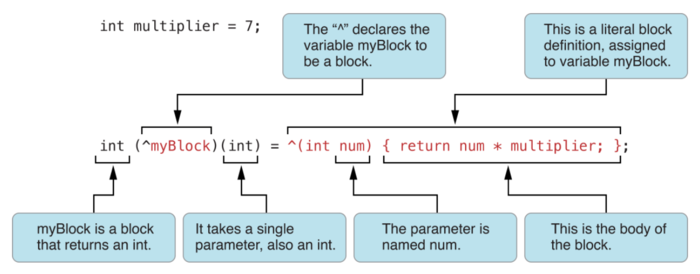 int multiplier = 7;
The “^” declares the
variable myBlock to
be a block.
This is a literal block
definition, assigned
to variable myBlock.
int (^myBlock)(int) = ^(int num) { return num * multiplier; };
myBlock is a block
that returns an int.
It takes a single
parameter, also an int.
The parameter is
named num.
This is the body of
the block.